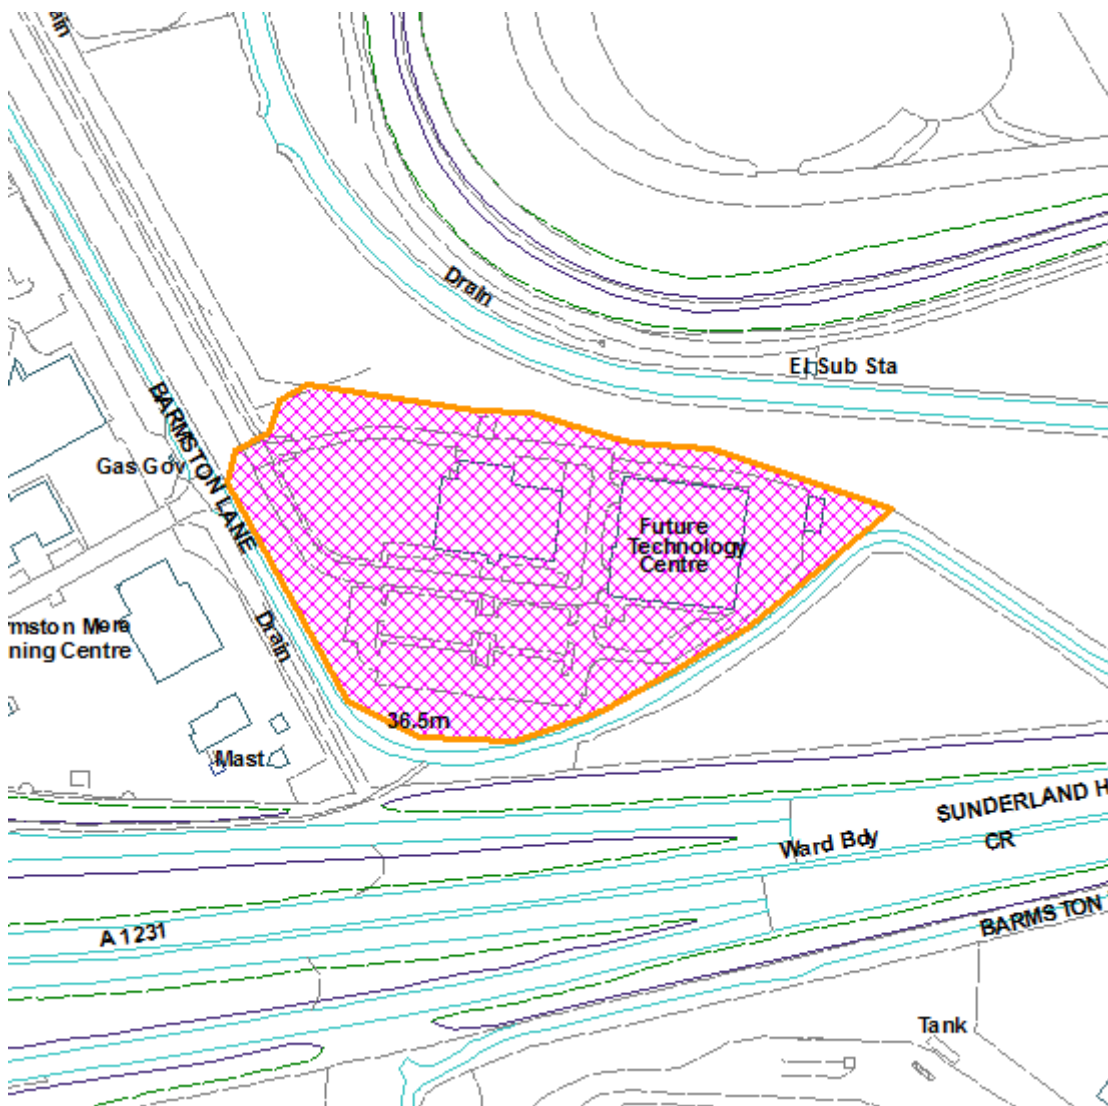 ain
Drain
El Sub Sta
BARMSTON LANE
Gas Gov
Future
Technology
Centre
Drain
rmston Mere
ning Centre
36.5m
Mast
SUNDERLAND H
Ward Bdy
CR
A 1231
BARMSTON
Tank